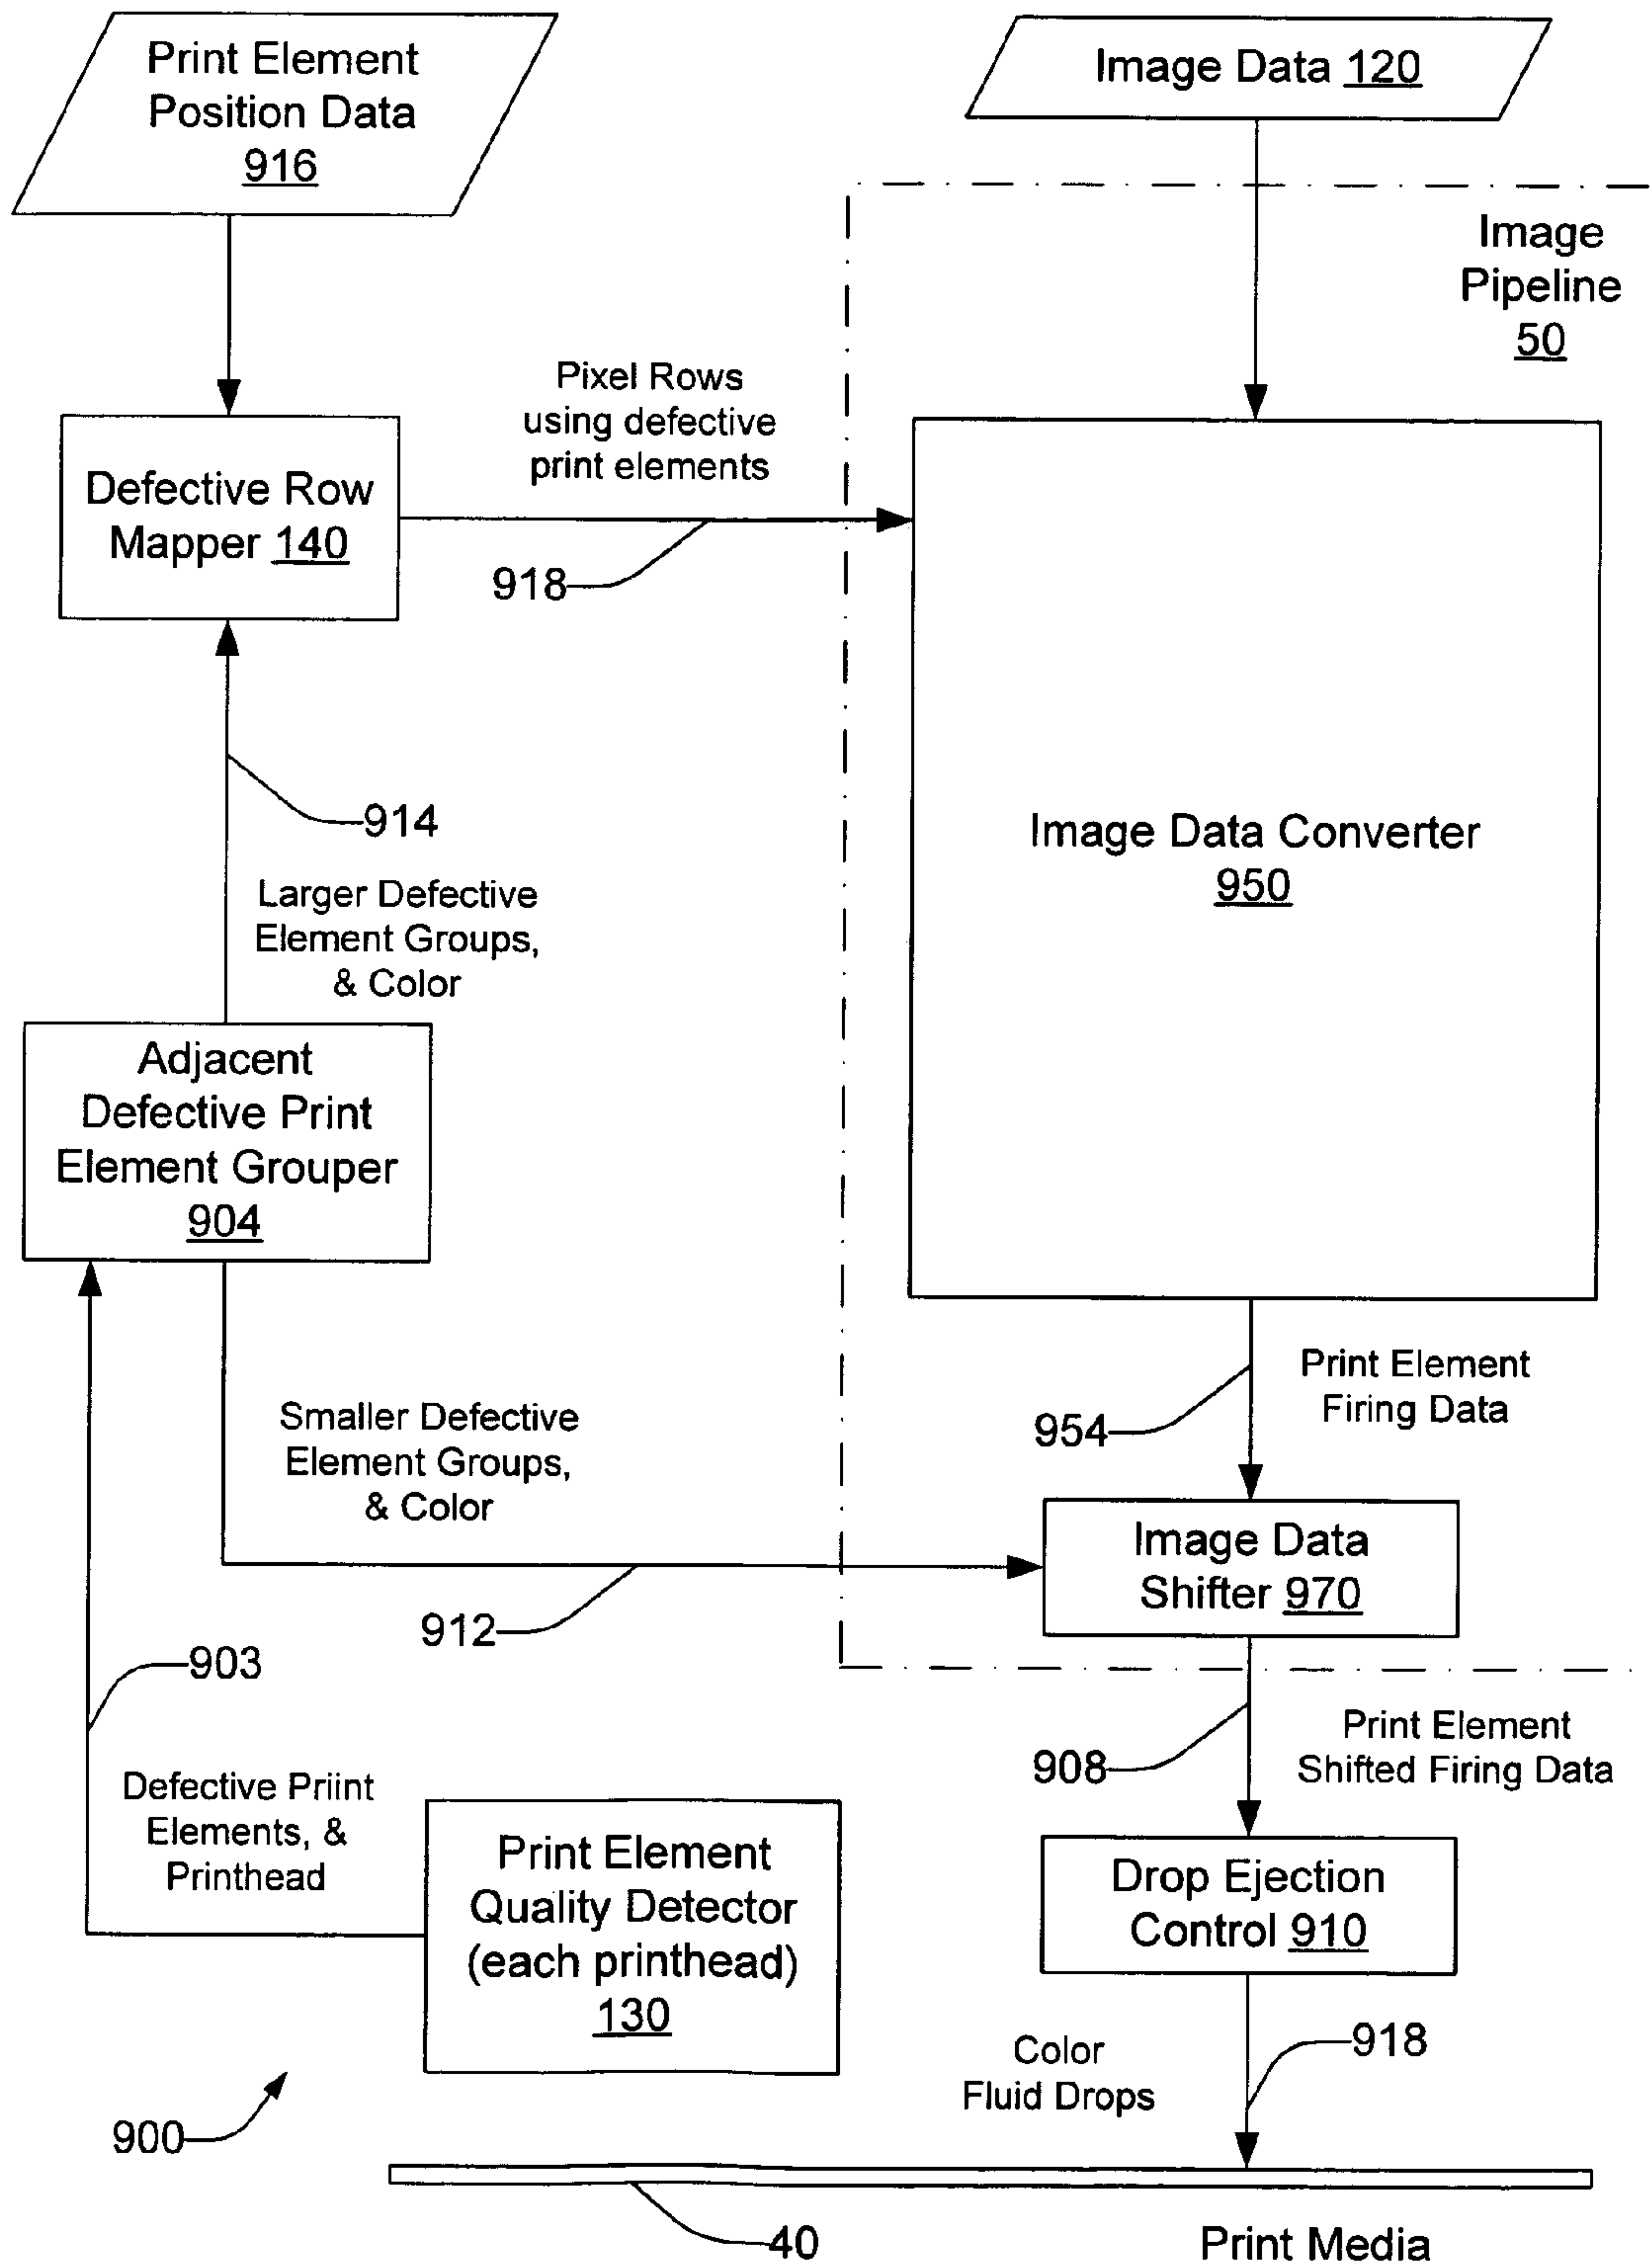 Print Element
Position Data
916
Image Data 120
Image
Pipeline
50
Pixel Rows
using defective
print elements
Defective Row
Mapper 140
918
914
Image Data Converter
950
Larger Defective
Element Groups,
& Color
Adjacent
Defective Print
Element Grouper
904
Print Element
Firing Data
954
Smaller Defective
Element Groups,
& Color
Image Data
Shifter 970
912
903
908
Print Element
Shifted Firing Data
Defective Priint
Elements, &
Printhead
Print Element
Quality Detector
(each printhead)
130
Drop Ejection
Control 910
918
Color
Fluid Drops
900
40
Print Media